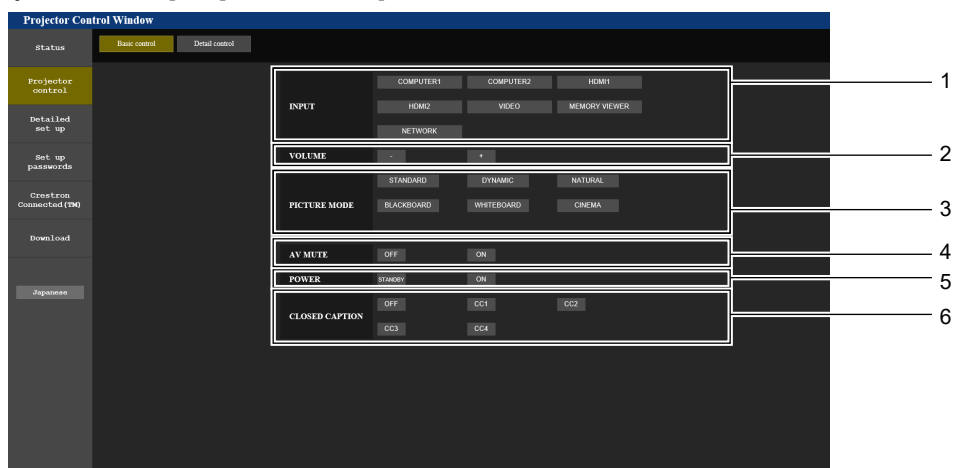 Projector Control Window
Status
Basic control
Detail control
Projector
control
Detailed
set up
Set up
passwords
Crestron
Connected(TM)
Download
Japanese
INPUT
COMPUTER1
COMPUTER2
HDMI1
HDMI2
VIDEO
MEMORY VIEWER
NETWORK
1
VOLUME
-
+
2
PICTURE MODE
STANDARD
DYNAMIC
NATURAL
BLACKBOARD
WHITEBOARD
CINEMA
3
AV MUTE
OFF
ON
4
POWER
STANDBY
ON
5
CLOSED CAPTION
OFF
CC1
CC2
CC3
CC4
6